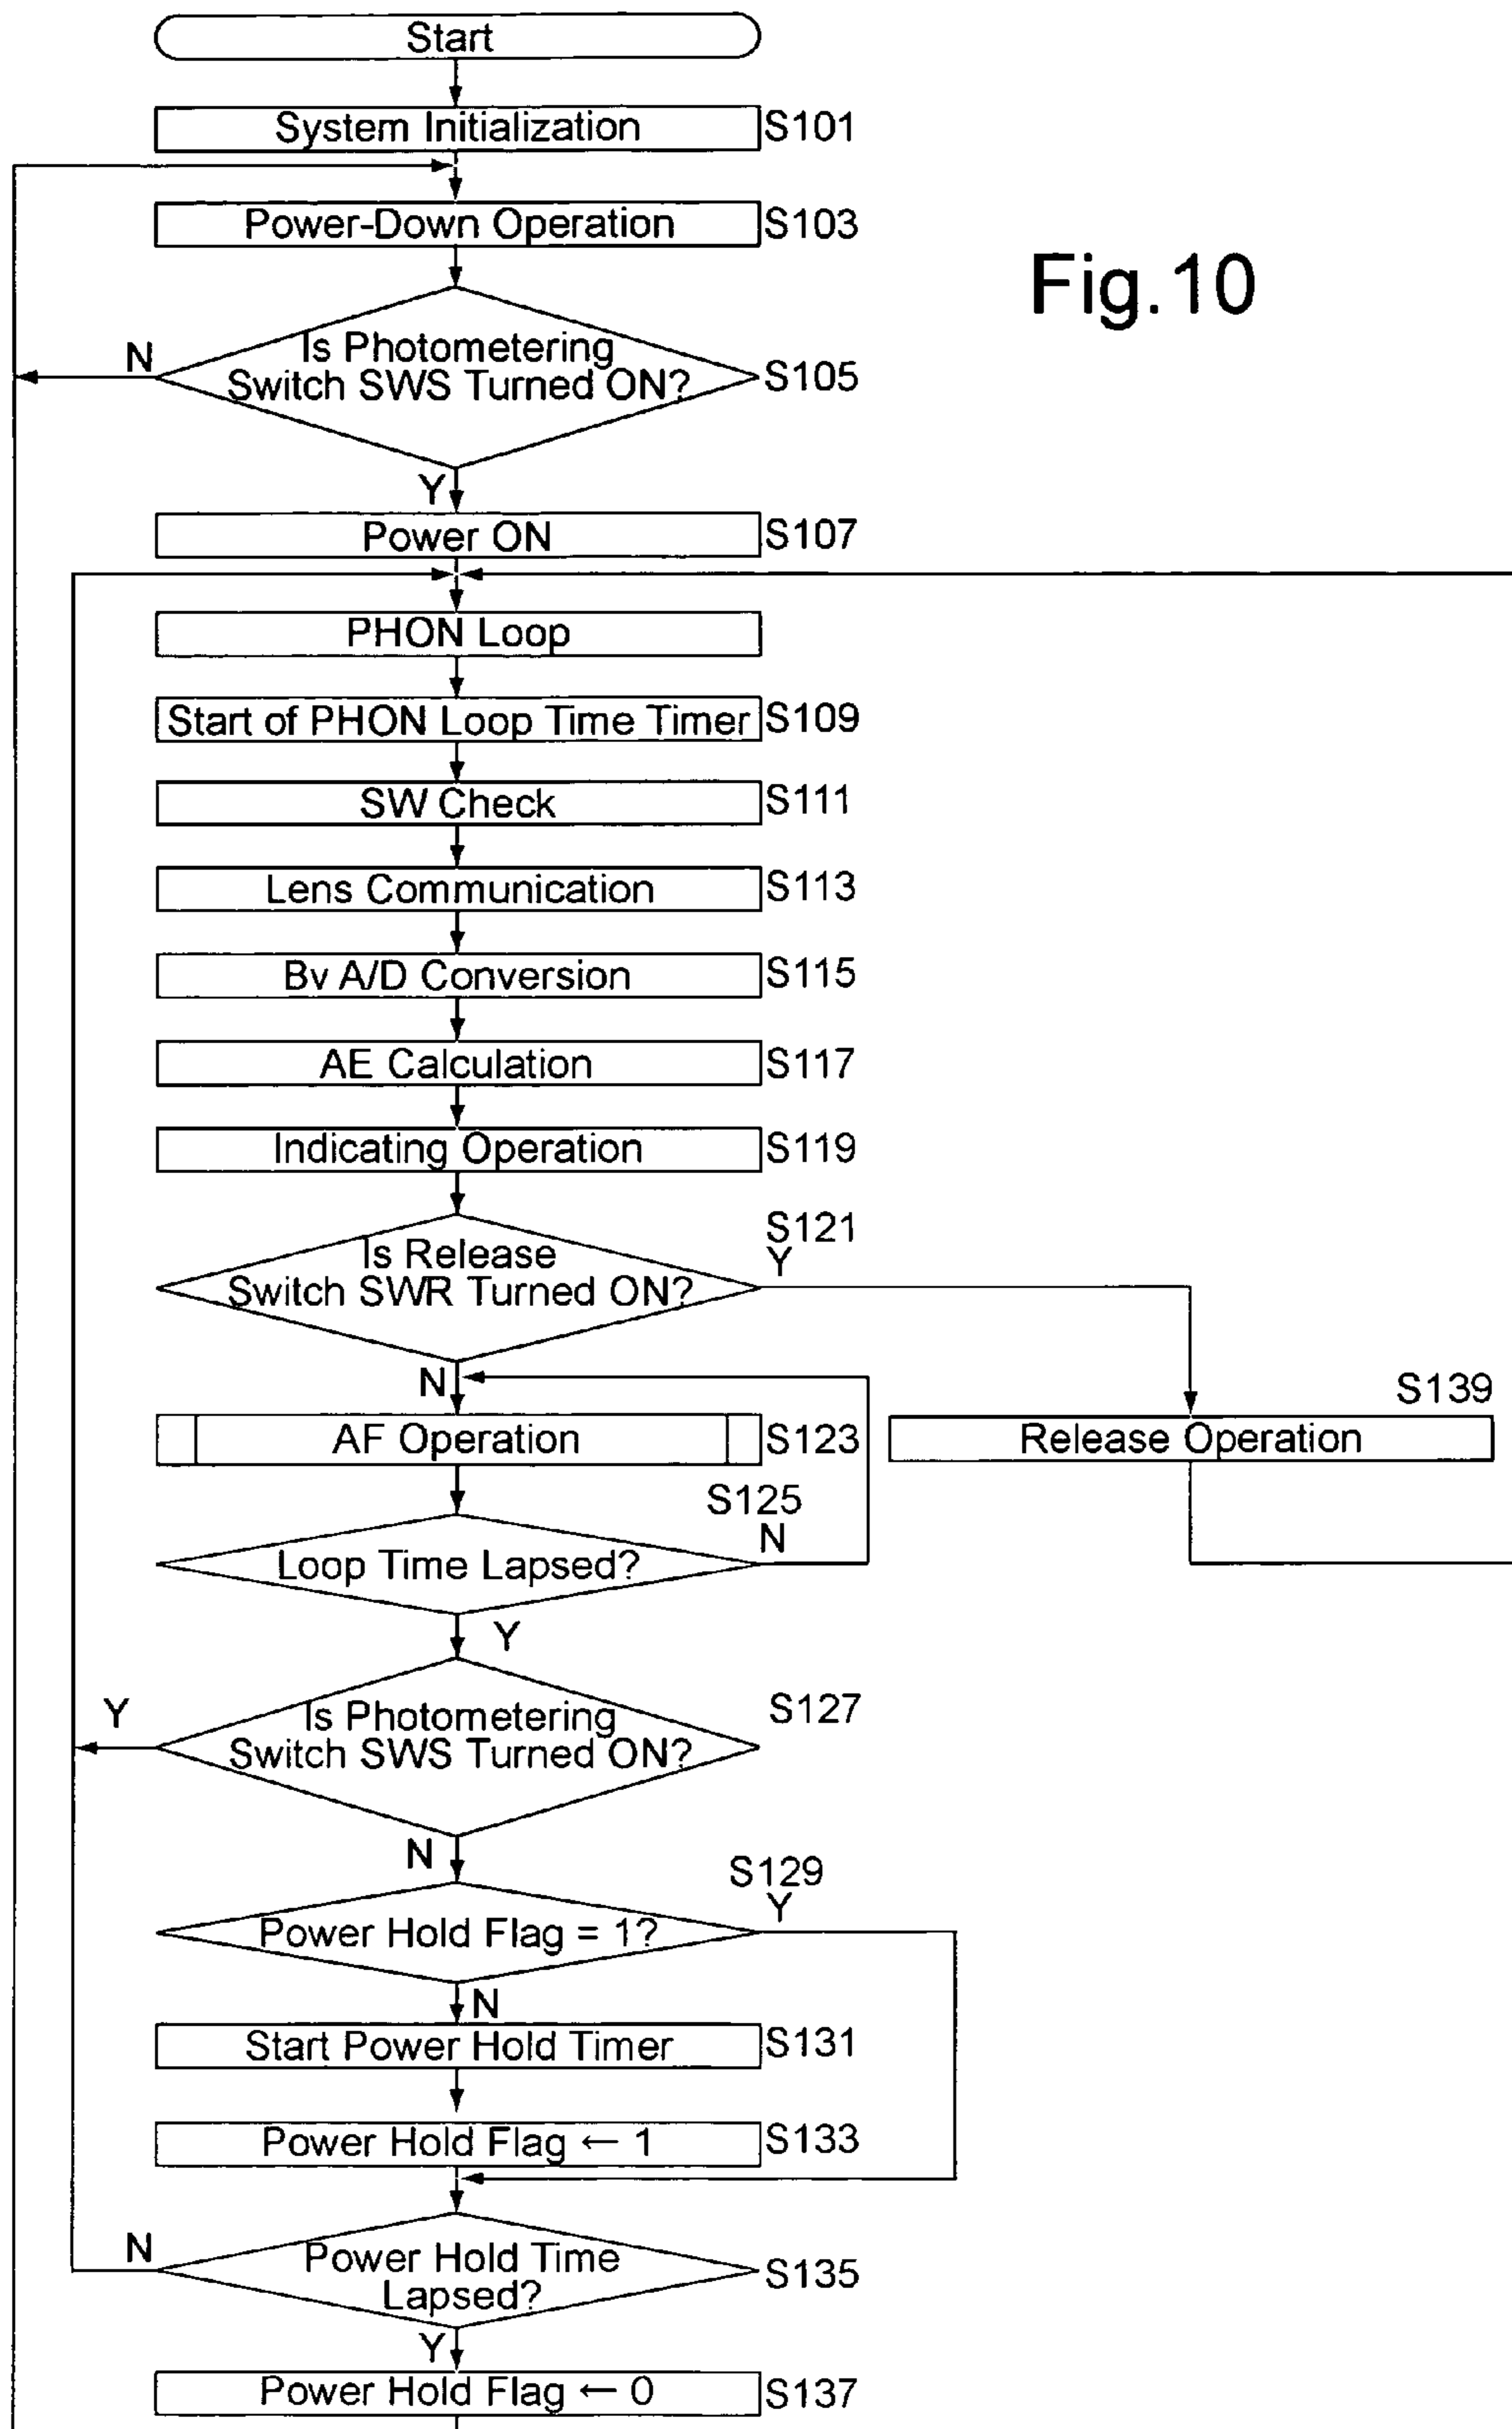 Start
System Initialization S101
Power-Down Operation S103
Fig.10
Is Photometering
Switch SWS Turned ON?
N
S105
Y
Power ON S107
PHON Loop
Start of PHON Loop Time Timer S109
SW Check S111
Lens Communication S113
Bv A/D Conversion S115
AE Calculation S117
Indicating Operation S119
S121
Is Release
Switch SWR Turned ON?
Y
N
AF Operation S123
S139
Release Operation
S125
Loop Time Lapsed?
N
Y
Is Photometering
Switch SWS Turned ON?
Y
S127
N
S129
Power Hold Flag = 1?
Y
N
Start Power Hold Timer S131
Power Hold Flag ← 1 S133
N
Power Hold Time
Lapsed?
S135
Y
Power Hold Flag ← 0 S137